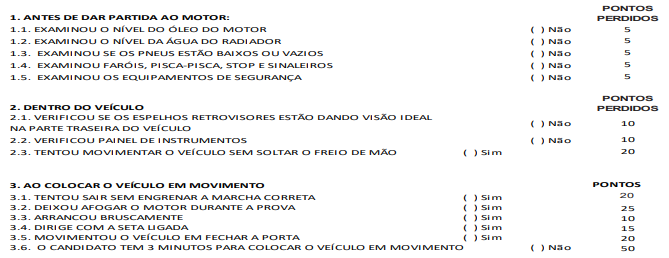 PONTOS
1. ANTES DE DAR PARTIDA AO MOTOR: PERDIDOS
1.1. EXAMINOU O NÍVEL DO ÓLEO DO MOTOR ( ) Não 5
1.2. EXAMINOU O NÍVEL DA ÁGUA DO RADIADOR ( ) Não 5
1.3. EXAMINOU SE OS PNEUS ESTÃO BAIXOS OU VAZIOS ( ) Não 5
1.4. EXAMINOU FARÓIS, PISCA-PISCA, STOP E SINALEIROS ( ) Não 5
1.5. EXAMINOU OS EQUIPAMENTOS DE SEGURANÇA ( ) Não 5
PONTOS
2. DENTRO DO VEÍCULO PERDIDOS
2.1. VERIFICOU SE OS ESPELHOS RETROVISORES ESTÃO DANDO VISÃO IDEAL
NA PARTE TRASEIRA DO VEÍCULO ( ) Não 10
2.2. VERIFICOU PAINEL DE INSTRUMENTOS ( ) Não 10
2.3. TENTOU MOVIMENTAR O VEÍCULO SEM SOLTAR O FREIO DE MÃO ( ) Sim 20
3. AO COLOCAR O VEÍCULO EM MOVIMENTO PONTOS
3.1. TENTOU SAIR SEM ENGRENAR A MARCHA CORRETA ( ) Sim 20
3.2. DEIXOU AFOGAR O MOTOR DURANTE A PROVA ( ) Sim 25
3.3. ARRANCOU BRUSCAMENTE ( ) Sim 10
3.4. DIRIGE COM A SETA LIGADA ( ) Sim 15
3.5. MOVIMENTOU O VEÍCULO EM FECHAR A PORTA ( ) Sim 20
3.6. O CANDIDATO TEM 3 MINUTOS PARA COLOCAR O VEÍCULO EM MOVIMENTO ( ) Não 50